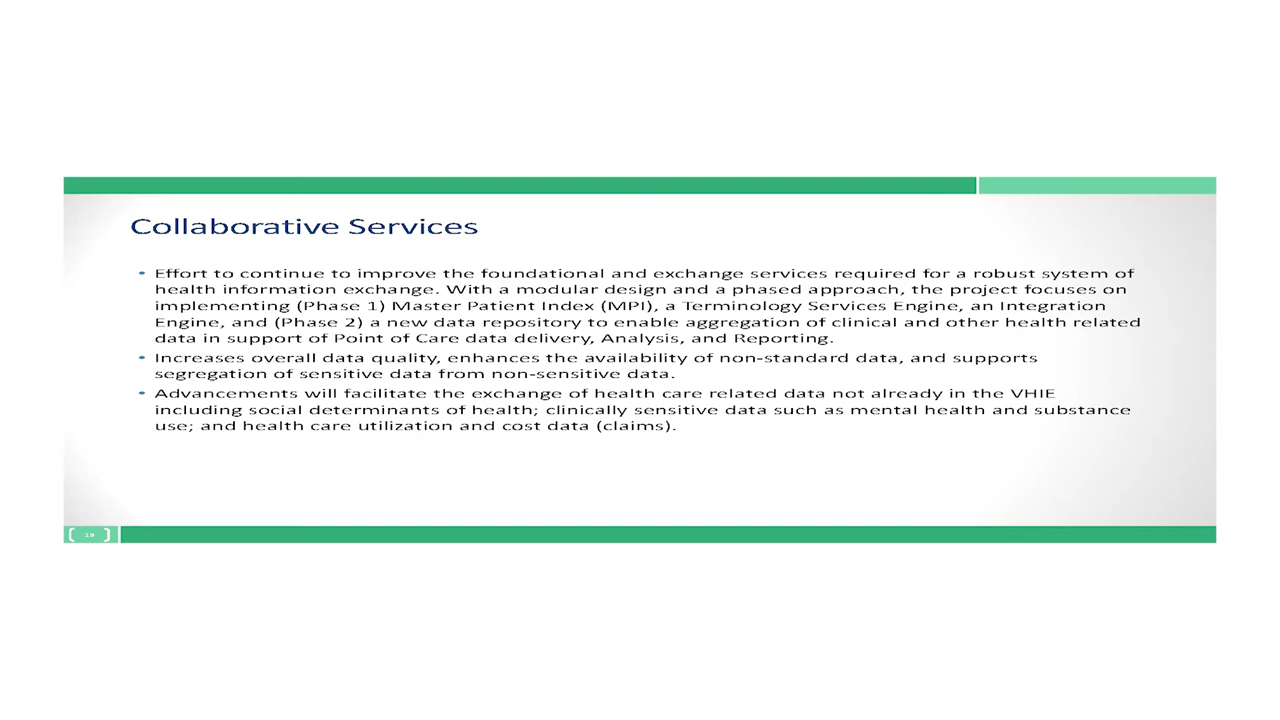 Collaborative Services
• Effort to continue to improve the foundational and exchange services required for a robust system of
health information exchange. With a modular design and a phased approach, the project focuses on
implementing (Phase 1) Master Patient Index (MPI), a Terminology Services Engine, an Integration
Engine, and (Phase 2) a new data repository to enable aggregation of clinical and other health related
data in support of Point of Care data delivery, Analysis, and Reporting.
• Increases overall data quality, enhances the availability of non-standard data, and supports
segregation of sensitive data from non-sensitive data.
• Advancements will facilitate the exchange of health care related data not already in the VHIE
including social determinants of health; clinically sensitive data such as mental health and substance
use; and health care utilization and cost data (claims).
[ 19 ]